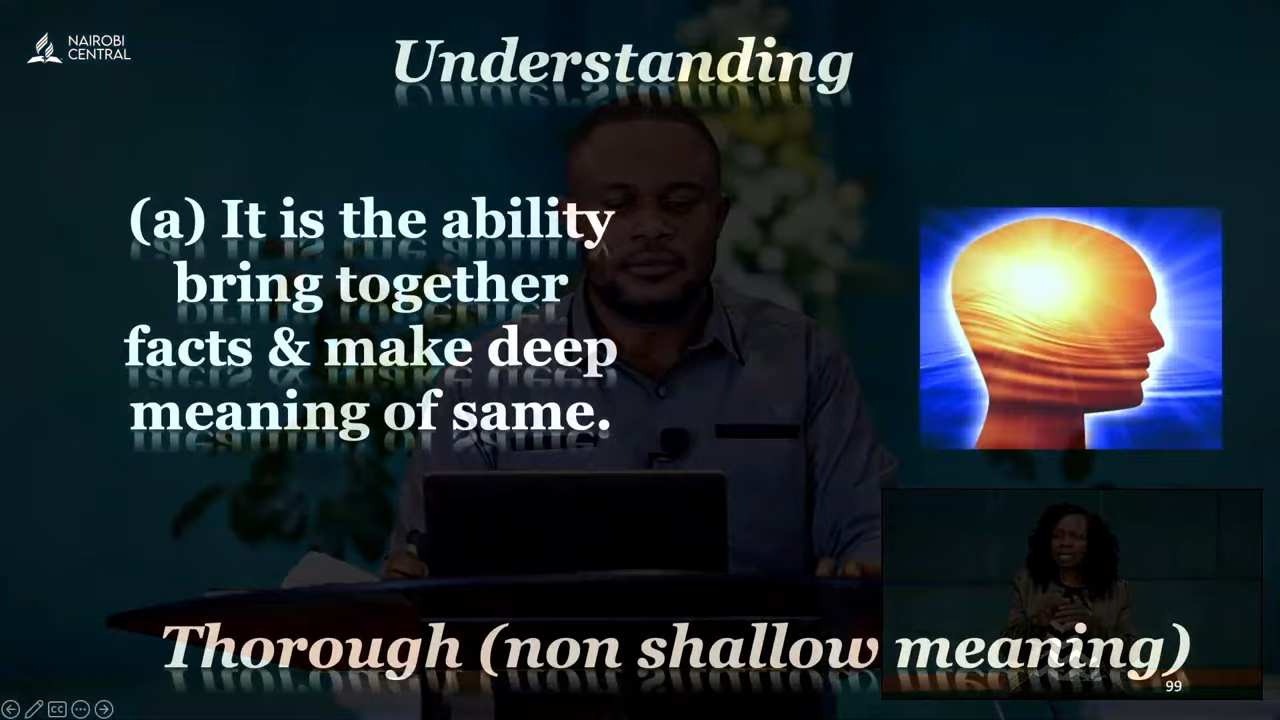 NAIROBI
CENTRAL
Understanding
(a) It is the ability
bring together
facts & make deep
meaning of same.
Thorough (non shallow meaning)
99
CC